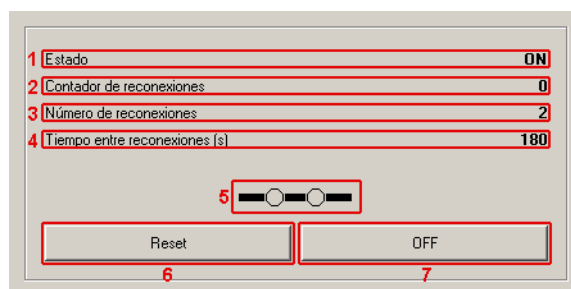 1 Estado ON
2 Contador de reconexiones 0
3 Número de reconexiones 2
4 Tiempo entre reconexiones (s) 180
5
Reset OFF
6 7